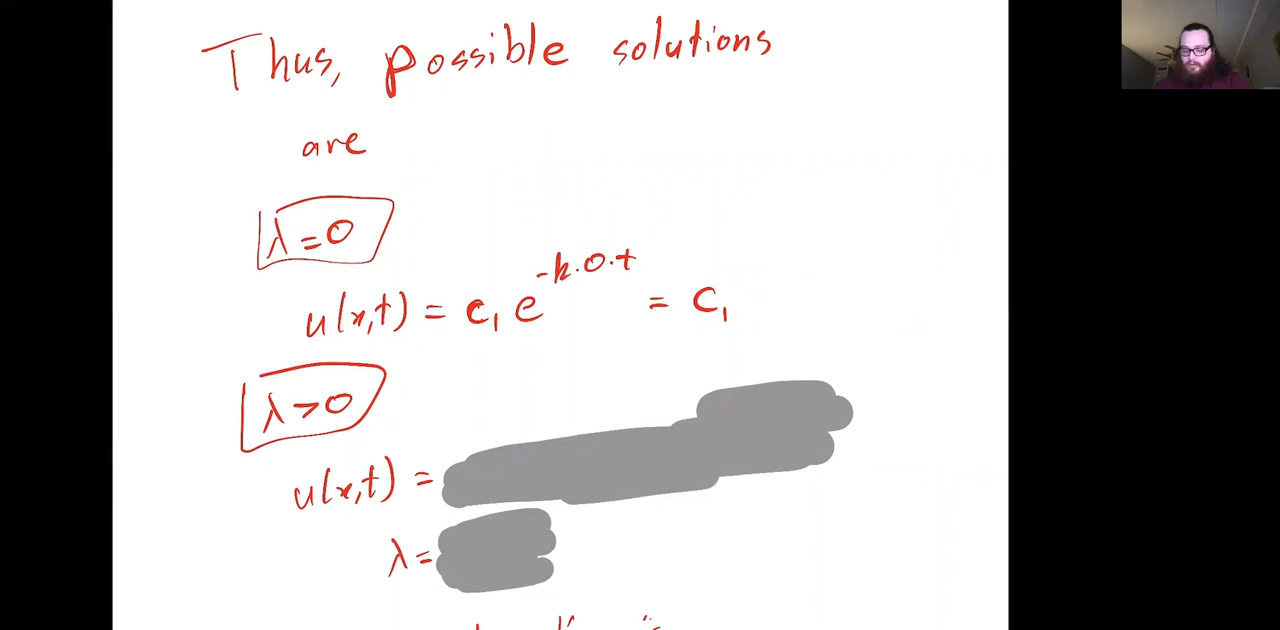 Thus, possible solutions
are
λ=0
u(x,t) = c₁ e^{-k·0·t} = c₁
λ>0
u(x,t) =
λ =